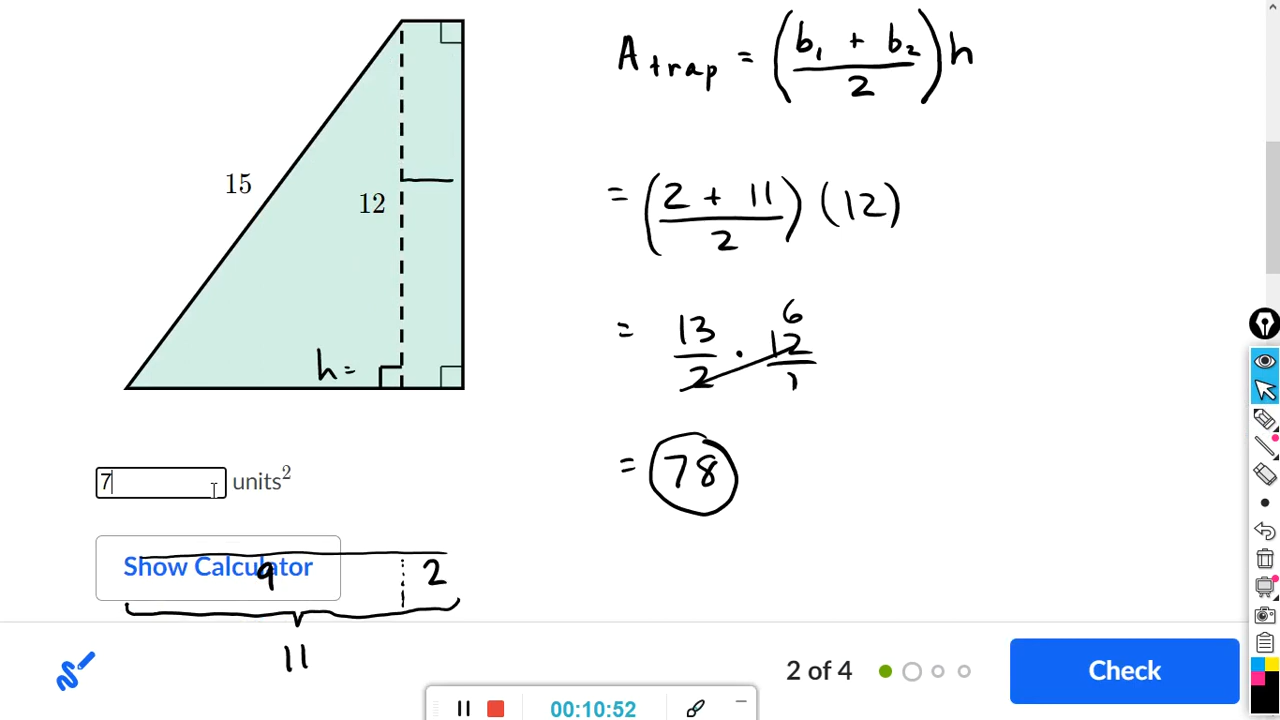 15
12
h =
A trap = ( b₁ + b₂ / 2 ) h
= ( 2 + 11 / 2 ) (12)
= 13 / 2 · 12 / 1
6
= 78
7 units²
Show Calculator
9 2
11
2 of 4
Check
00:10:52